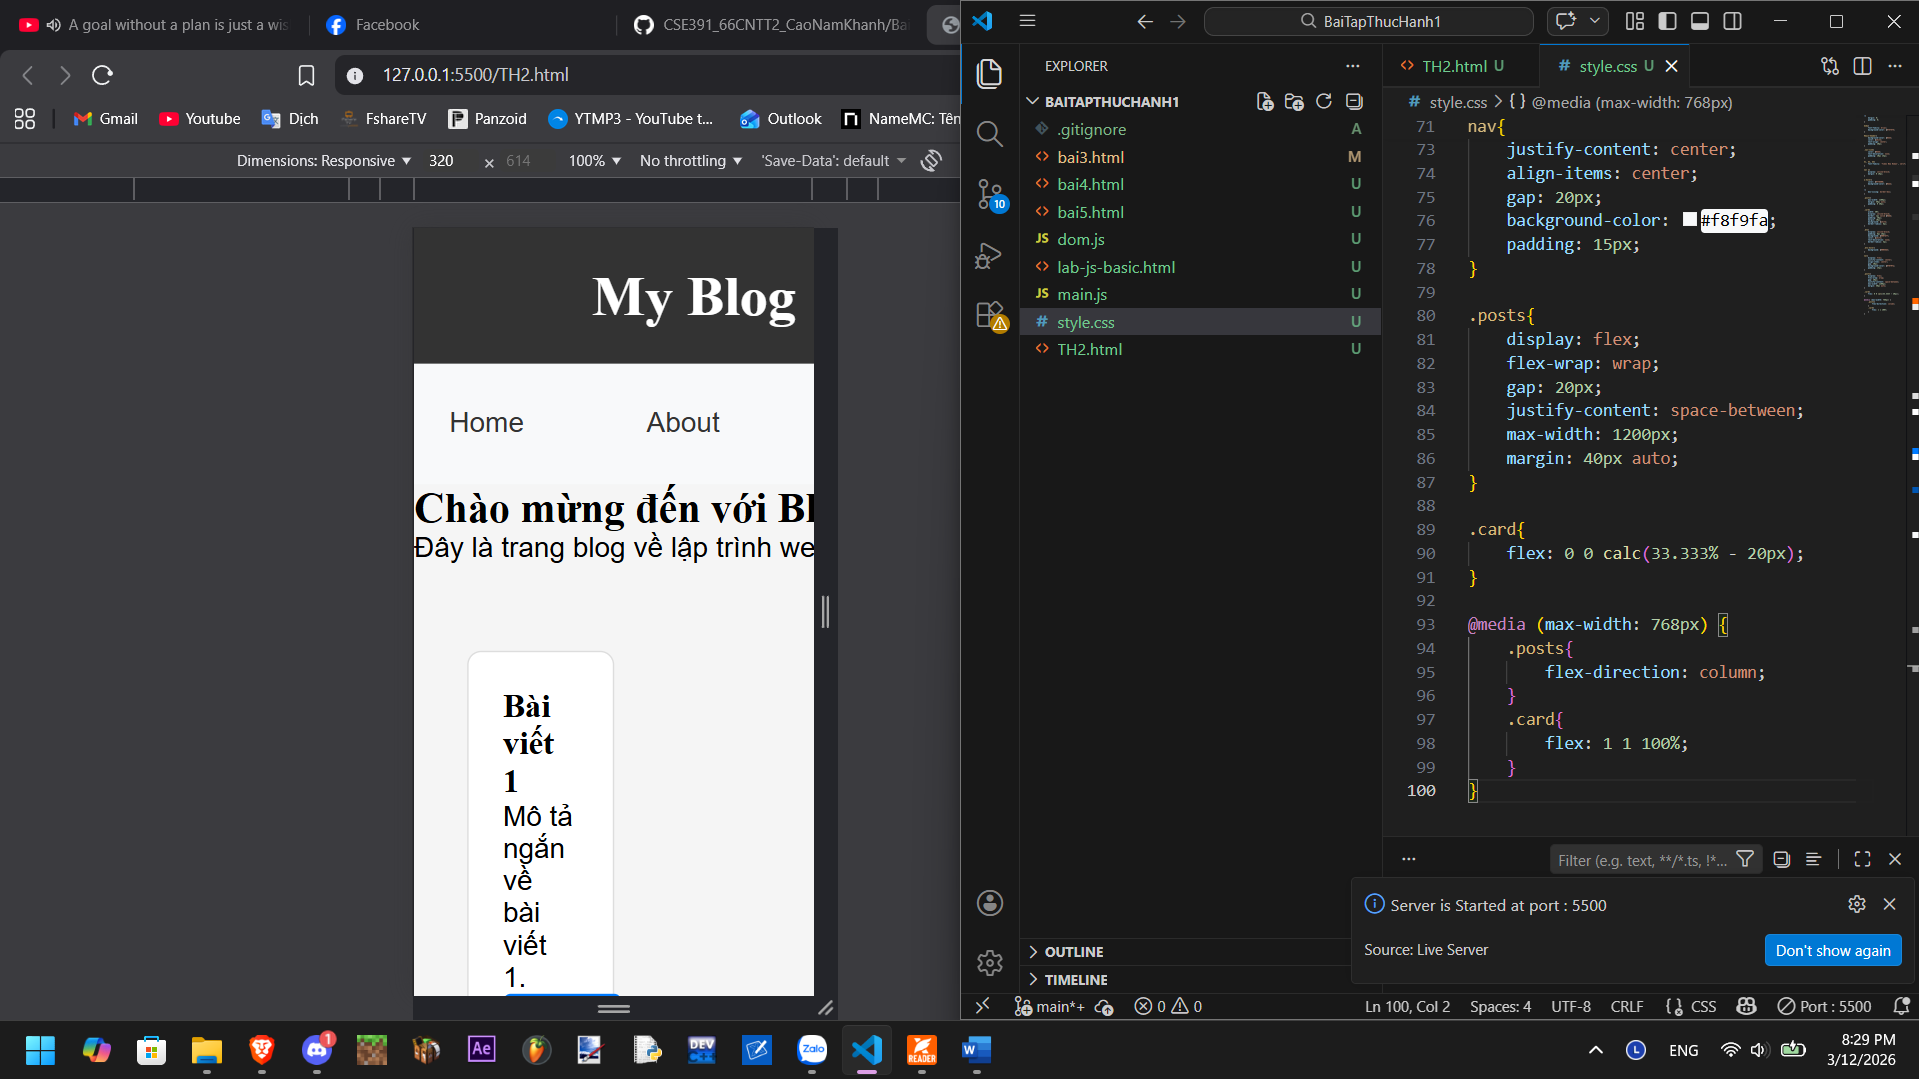 A goal without a plan is just a wis
Facebook
CSE391_66CNTT2_CaoNamKhanh/Bai
127.0.0.1:5500/TH2.html
Gmail
Youtube
Dịch
FshareTV
Panzoid
YTMP3 - YouTube t...
Outlook
NameMC: Tên
Dimensions: Responsive
320
×
614
100%
No throttling
'Save-Data': default
My Blog
Home
About
Chào mừng đến với Bl
Đây là trang blog về lập trình we
Bài
viết
1
Mô tả
ngắn
về
bài
viết
1.
BaiTapThucHanh1
EXPLORER
BAITAPTHUCHANH1
.gitignore A
bai3.html M
bai4.html U
bai5.html U
JS dom.js U
lab-js-basic.html U
JS main.js U
# style.css U
TH2.html U
10
OUTLINE
TIMELINE
TH2.html U
# style.css U
# style.css > {} @media (max-width: 768px)
71 nav{
73 justify-content: center;
74 align-items: center;
75 gap: 20px;
76 background-color: #f8f9fa;
77 padding: 15px;
78 }
79
80 .posts{
81 display: flex;
82 flex-wrap: wrap;
83 gap: 20px;
84 justify-content: space-between;
85 max-width: 1200px;
86 margin: 40px auto;
87 }
88
89 .card{
90 flex: 0 0 calc(33.333% - 20px);
91 }
92
93 @media (max-width: 768px) {
94 .posts{
95 flex-direction: column;
96 }
97 .card{
98 flex: 1 1 100%;
99 }
100 }
Filter (e.g. text, **/*.ts, !*...
Server is Started at port : 5500
Source: Live Server
Don't show again
main*+
0
0
Ln 100, Col 2
Spaces: 4
UTF-8
CRLF
{} CSS
Port : 5500
1
Ae
DEV
Zalo
READER
W
L
ENG
8:29 PM
3/12/2026